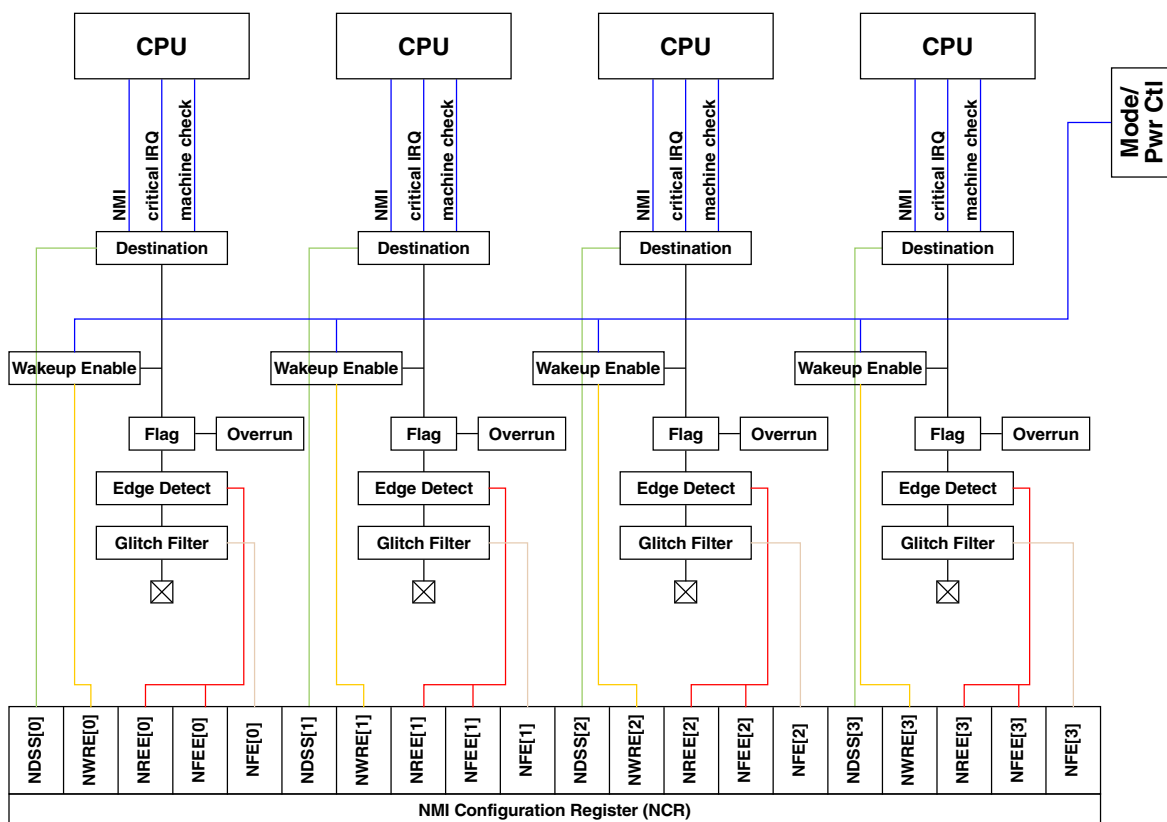 CPU
CPU
CPU
CPU
Mode/
Pwr Ctl
NMI
critical IRQ
machine check
NMI
critical IRQ
machine check
NMI
critical IRQ
machine check
NMI
critical IRQ
machine check
Destination
Destination
Destination
Destination
Wakeup Enable
Wakeup Enable
Wakeup Enable
Wakeup Enable
Flag
Overrun
Flag
Overrun
Flag
Overrun
Flag
Overrun
Edge Detect
Edge Detect
Edge Detect
Edge Detect
Glitch Filter
Glitch Filter
Glitch Filter
Glitch Filter
NDSS[0]
NWRE[0]
NREE[0]
NFEE[0]
NFE[0]
NDSS[1]
NWRE[1]
NREE[1]
NFEE[1]
NFE[1]
NDSS[2]
NWRE[2]
NREE[2]
NFEE[2]
NFE[2]
NDSS[3]
NWRE[3]
NREE[3]
NFEE[3]
NFE[3]
NMI Configuration Register (NCR)